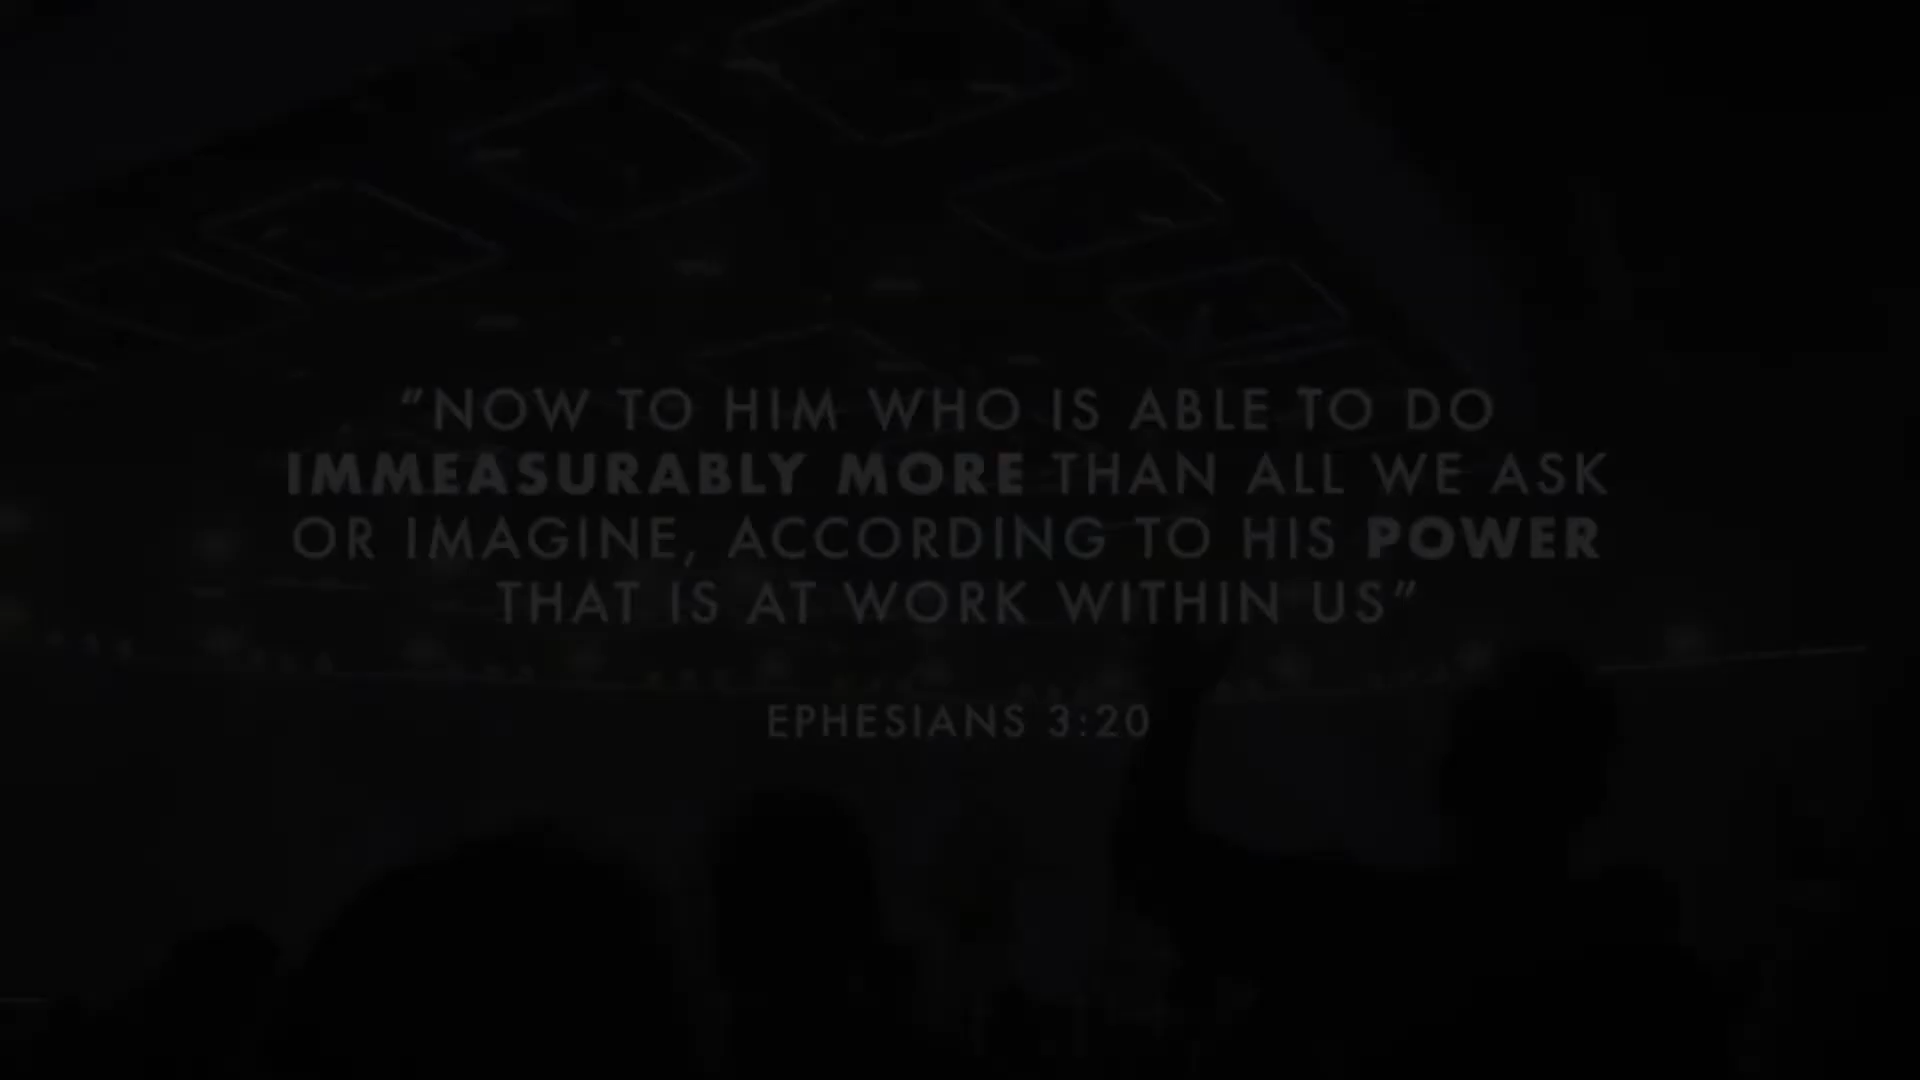 "NOW TO HIM WHO IS ABLE TO DO
IMMEASURABLY MORE THAN ALL WE ASK
OR IMAGINE, ACCORDING TO HIS POWER
THAT IS AT WORK WITHIN US"
EPHESIANS 3:20